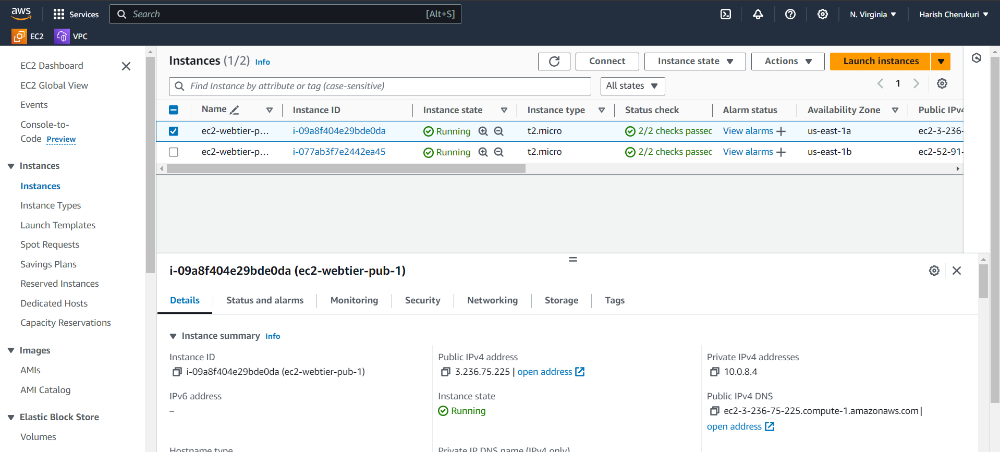 aws
Services
Search [Alt+S]
N. Virginia
Harish Cherukuri
EC2
VPC
EC2 Dashboard
EC2 Global View
Events
Console-to-
Code Preview
Instances
Instances
Instance Types
Launch Templates
Spot Requests
Savings Plans
Reserved Instances
Dedicated Hosts
Capacity Reservations
Images
AMIs
AMI Catalog
Elastic Block Store
Volumes
Instances (1/2) Info
Connect
Instance state
Actions
Launch instances
Find Instance by attribute or tag (case-sensitive)
All states
1
Name Instance ID Instance state Instance type Status check Alarm status Availability Zone Public IPv4
ec2-webtier-p... i-09a8f404e29bde0da Running t2.micro 2/2 checks passed View alarms + us-east-1a ec2-3-236-
ec2-webtier-p... i-077ab3f7e2442ea45 Running t2.micro 2/2 checks passed View alarms + us-east-1b ec2-52-91-
i-09a8f404e29bde0da (ec2-webtier-pub-1)
Details
Status and alarms
Monitoring
Security
Networking
Storage
Tags
Instance summary Info
Instance ID
i-09a8f404e29bde0da (ec2-webtier-pub-1)
Public IPv4 address
3.236.75.225 | open address
Private IPv4 addresses
10.0.8.4
IPv6 address
–
Instance state
Running
Public IPv4 DNS
ec2-3-236-75-225.compute-1.amazonaws.com |
open address
Hostname type
Private IP DNS name (IPv4 only)